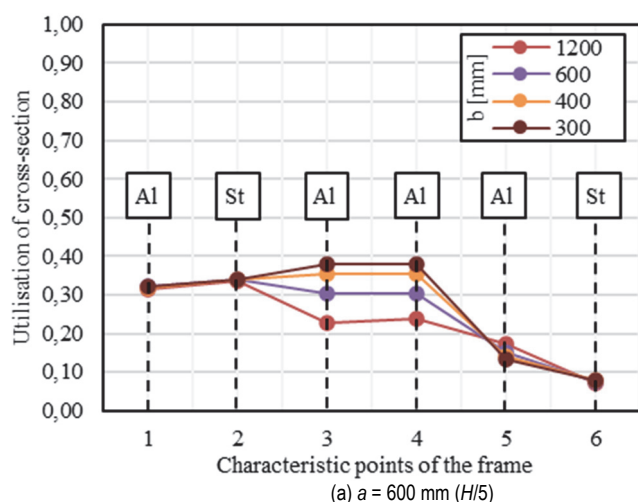 1,00
0,90
0,80
0,70
0,60
0,50
0,40
0,30
0,20
0,10
0,00
Utilisation of cross-section
b [mm]
1200
600
400
300
Al
St
Al
Al
Al
St
1 2 3 4 5 6
Characteristic points of the frame
(a) a = 600 mm (H/5)